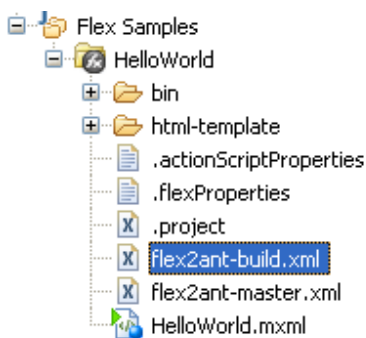 Flex Samples
HelloWorld
bin
html-template
.actionScriptProperties
.flexProperties
.project
flex2ant-build.xml
flex2ant-master.xml
HelloWorld.mxml